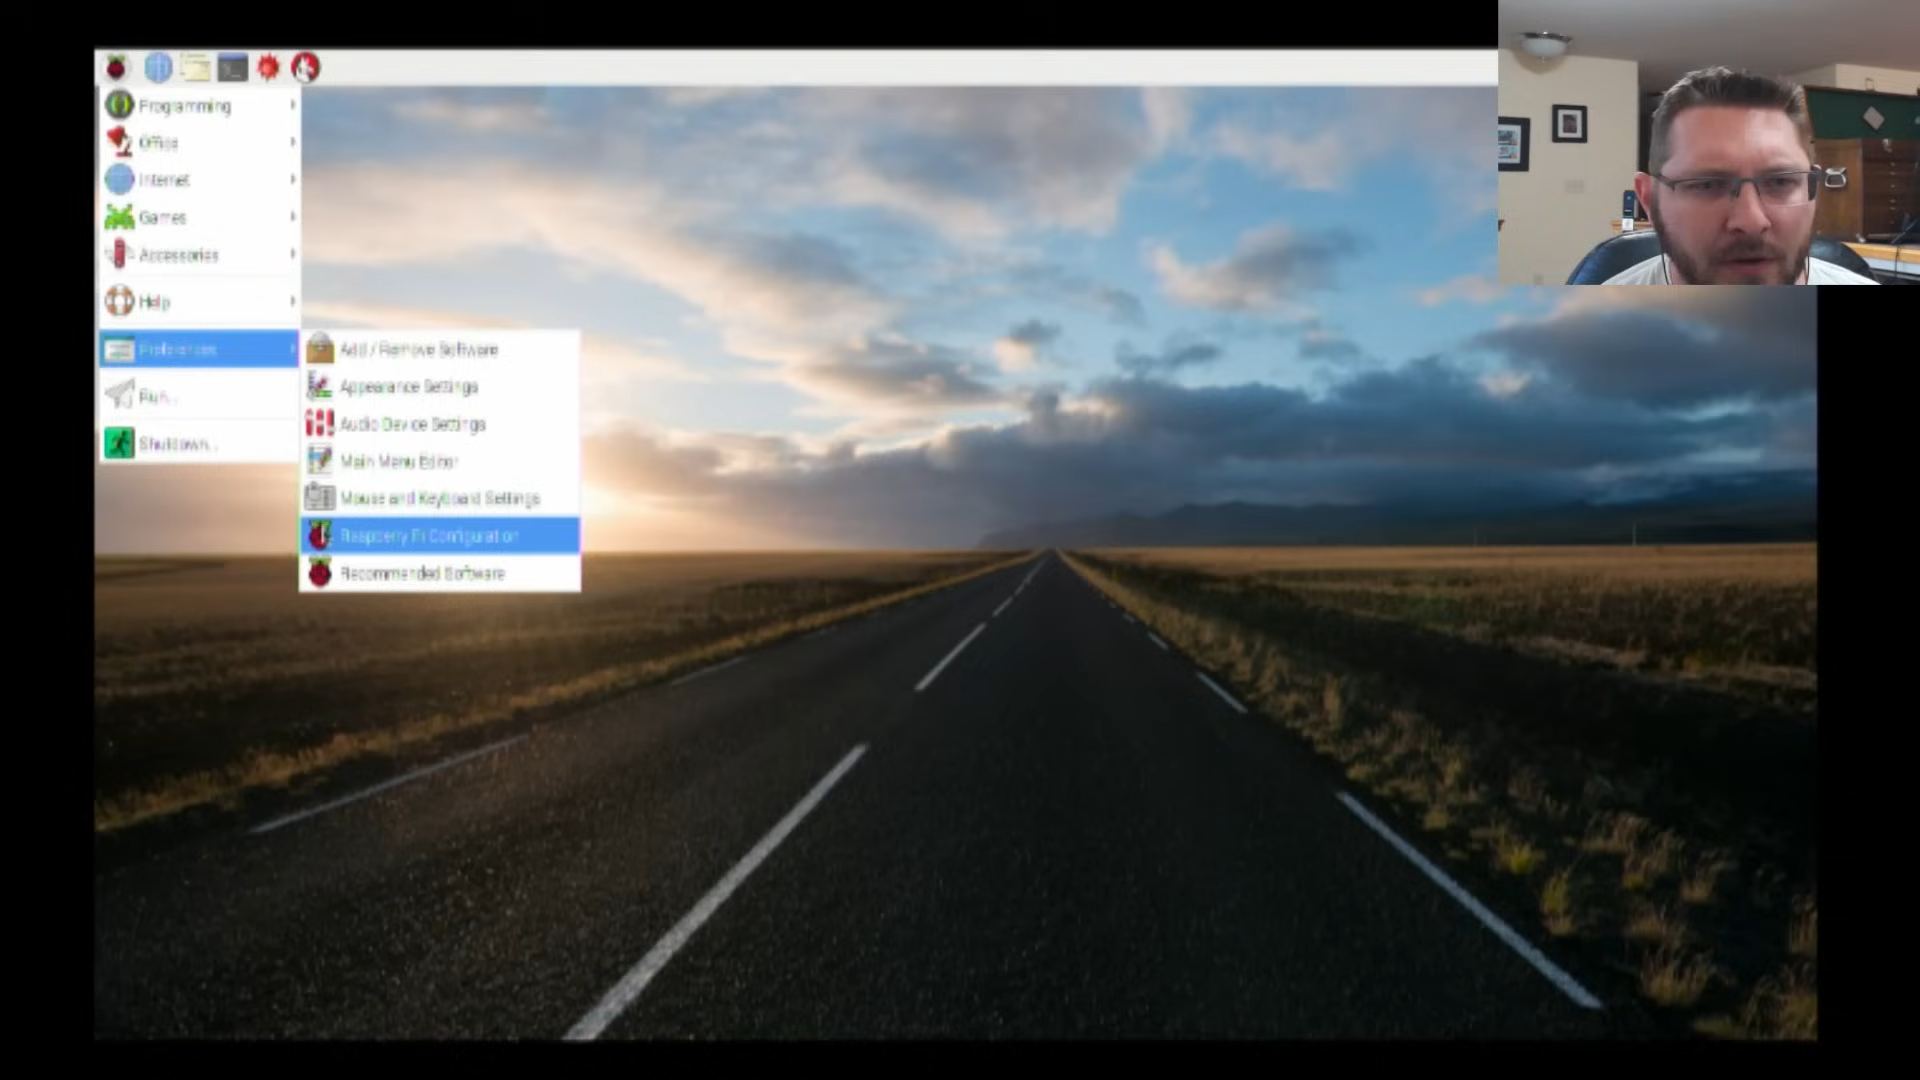 Programming
Office
Internet
Games
Accessories
Help
Preferences
Run...
Shutdown...
Add / Remove Software
Appearance Settings
Audio Device Settings
Main Menu Editor
Mouse and Keyboard Settings
Raspberry Pi Configuration
Recommended Software